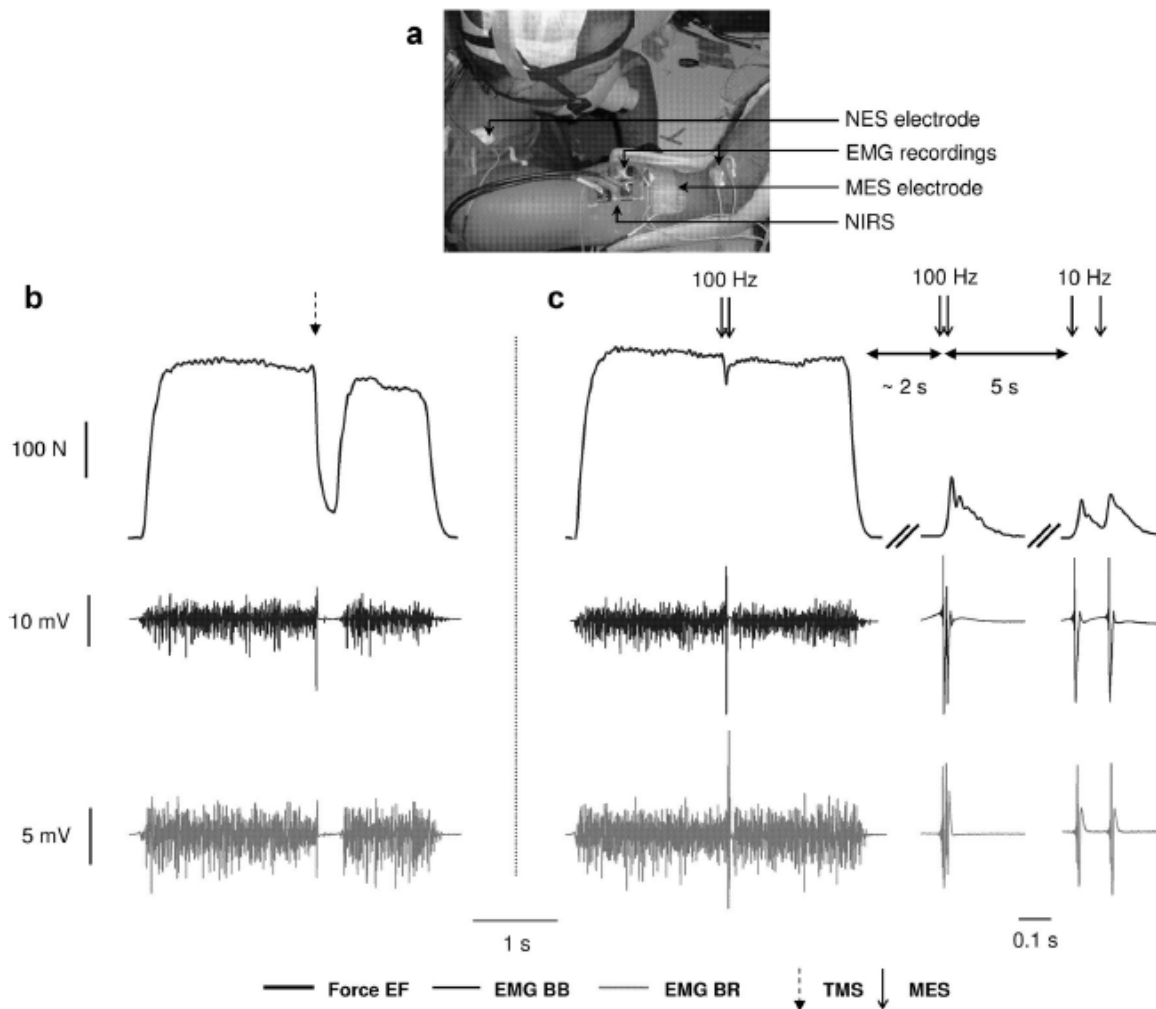 a
NES electrode
EMG recordings
MES electrode
NIRS
b
c
100 Hz
100 Hz
10 Hz
~ 2 s
5 s
100 N
10 mV
5 mV
1 s
0.1 s
Force EF
EMG BB
EMG BR
TMS
MES